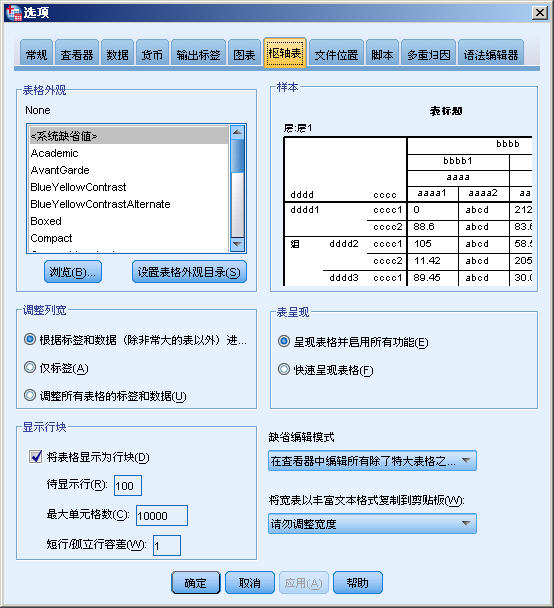 选项
常规 查看器 数据 货币 输出标签 图表 枢轴表 文件位置 脚本 多重归因 语法编辑器
表格外观
None
<系统缺省值>
Academic
AvantGarde
BlueYellowContrast
BlueYellowContrastAlternate
Boxed
Compact
浏览(B)... 设置表格外观目录(S)
样本
表标题
层:层1
bbbb
bbbb1
aaaa
dddd cccc aaaa1 aaaa2
dddd1 cccc1 0 abcd 212
cccc2 88.6 abcd 83.6
组 dddd2 cccc1 105 abcd 58.5
cccc2 11.42 abcd 205
dddd3 cccc1 89.45 abcd 30.0
调整列宽
根据标签和数据（除非常大的表以外）进...
仅标签(A)
调整所有表格的标签和数据(U)
表呈现
呈现表格并启用所有功能(E)
快速呈现表格(F)
显示行块
将表格显示为行块(D)
待显示行(R): 100
最大单元格数(C): 10000
短行/孤立行容差(W): 1
缺省编辑模式
在查看器中编辑所有除了特大表格之...
将宽表以丰富文本格式复制到剪贴板(W):
请勿调整宽度
确定 取消 应用(A) 帮助